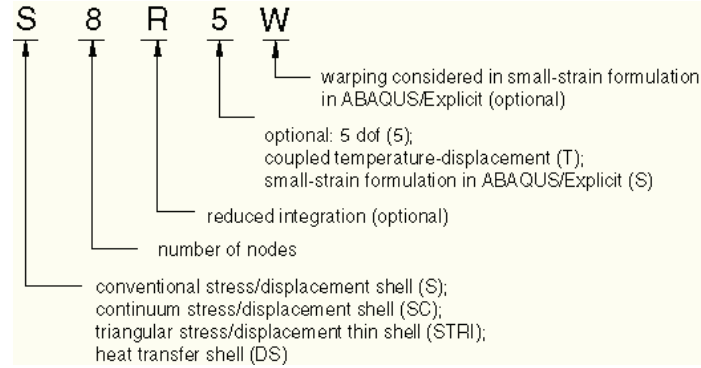 S 8 R 5 W
warping considered in small-strain formulation
in ABAQUS/Explicit (optional)
optional: 5 dof (5);
coupled temperature-displacement (T);
small-strain formulation in ABAQUS/Explicit (S)
reduced integration (optional)
number of nodes
conventional stress/displacement shell (S);
continuum stress/displacement shell (SC);
triangular stress/displacement thin shell (STRI);
heat transfer shell (DS)